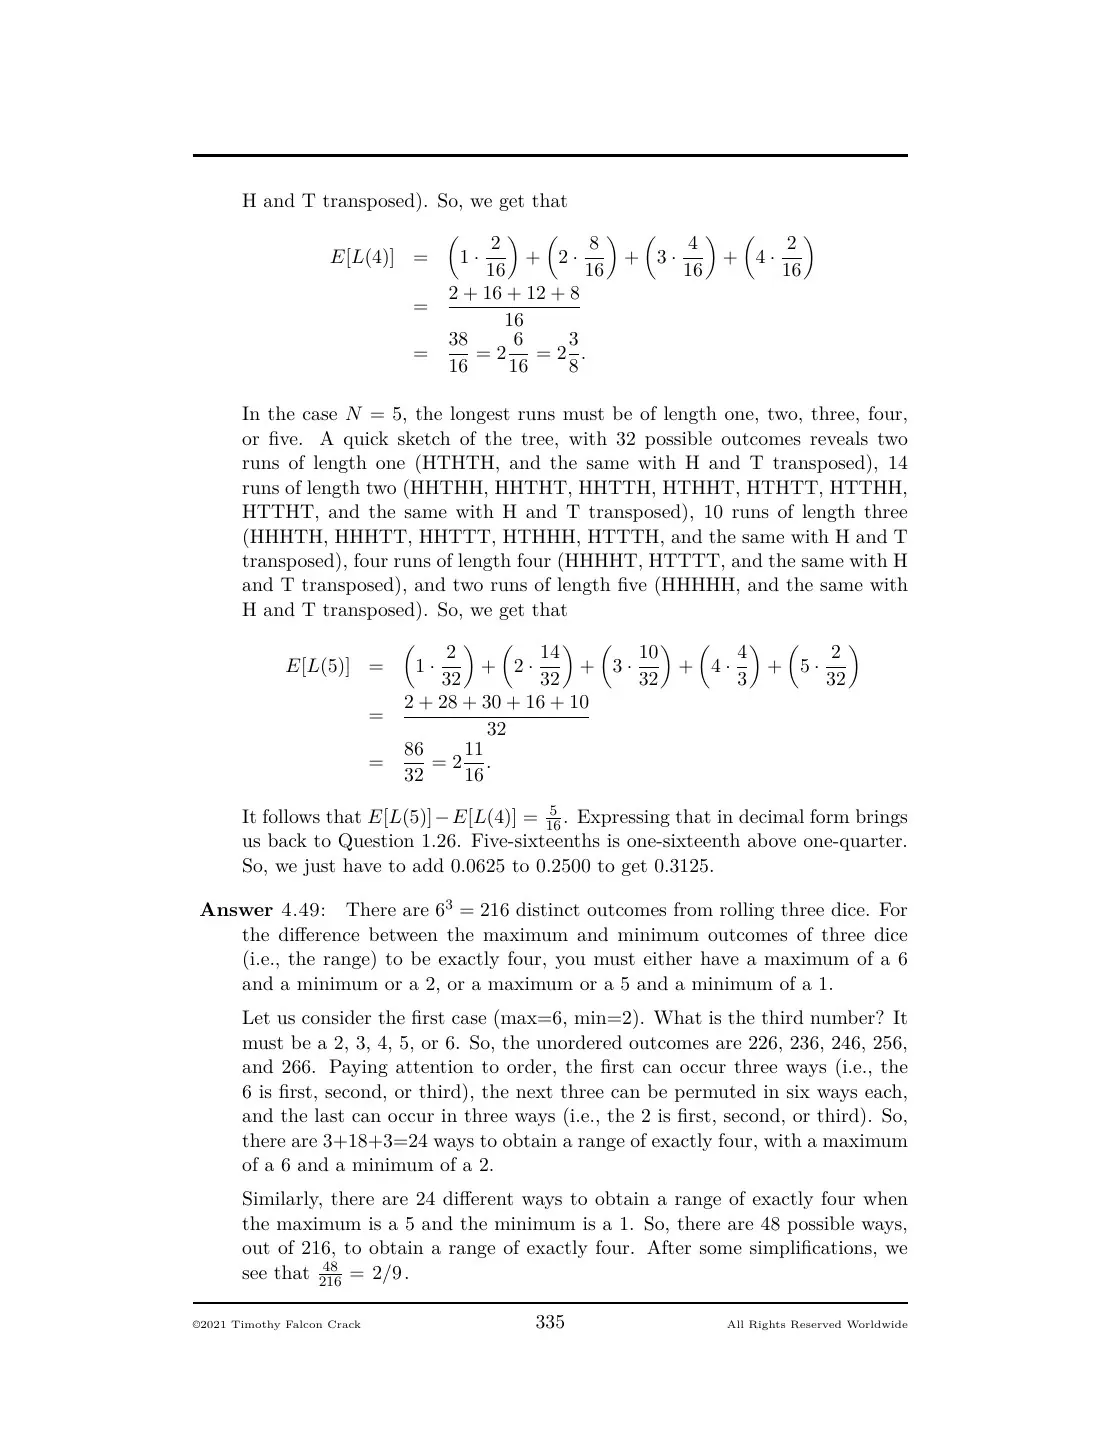 H and T transposed). So, we get that
E[L(4)] = (1 · 2/16) + (2 · 8/16) + (3 · 4/16) + (4 · 2/16)
= (2 + 16 + 12 + 8)/16
= 38/16 = 2 6/16 = 2 3/8.
In the case N = 5, the longest runs must be of length one, two, three, four,
or five. A quick sketch of the tree, with 32 possible outcomes reveals two
runs of length one (HTHTH, and the same with H and T transposed), 14
runs of length two (HHTHH, HHTHT, HHTTH, HTHHT, HTHTT, HTTHH,
HTTHT, and the same with H and T transposed), 10 runs of length three
(HHHTH, HHHTT, HHTTT, HTHHH, HTTTH, and the same with H and T
transposed), four runs of length four (HHHHT, HTTTT, and the same with H
and T transposed), and two runs of length five (HHHHH, and the same with
H and T transposed). So, we get that
E[L(5)] = (1 · 2/32) + (2 · 14/32) + (3 · 10/32) + (4 · 4/3) + (5 · 2/32)
= (2 + 28 + 30 + 16 + 10)/32
= 86/32 = 2 11/16.
It follows that E[L(5)]−E[L(4)] = 5/16. Expressing that in decimal form brings
us back to Question 1.26. Five-sixteenths is one-sixteenth above one-quarter.
So, we just have to add 0.0625 to 0.2500 to get 0.3125.
Answer 4.49: There are 6³ = 216 distinct outcomes from rolling three dice. For
the difference between the maximum and minimum outcomes of three dice
(i.e., the range) to be exactly four, you must either have a maximum of a 6
and a minimum or a 2, or a maximum or a 5 and a minimum of a 1.
Let us consider the first case (max=6, min=2). What is the third number? It
must be a 2, 3, 4, 5, or 6. So, the unordered outcomes are 226, 236, 246, 256,
and 266. Paying attention to order, the first can occur three ways (i.e., the
6 is first, second, or third), the next three can be permuted in six ways each,
and the last can occur in three ways (i.e., the 2 is first, second, or third). So,
there are 3+18+3=24 ways to obtain a range of exactly four, with a maximum
of a 6 and a minimum of a 2.
Similarly, there are 24 different ways to obtain a range of exactly four when
the maximum is a 5 and the minimum is a 1. So, there are 48 possible ways,
out of 216, to obtain a range of exactly four. After some simplifications, we
see that 48/216 = 2/9.
©2021 Timothy Falcon Crack 335 All Rights Reserved Worldwide